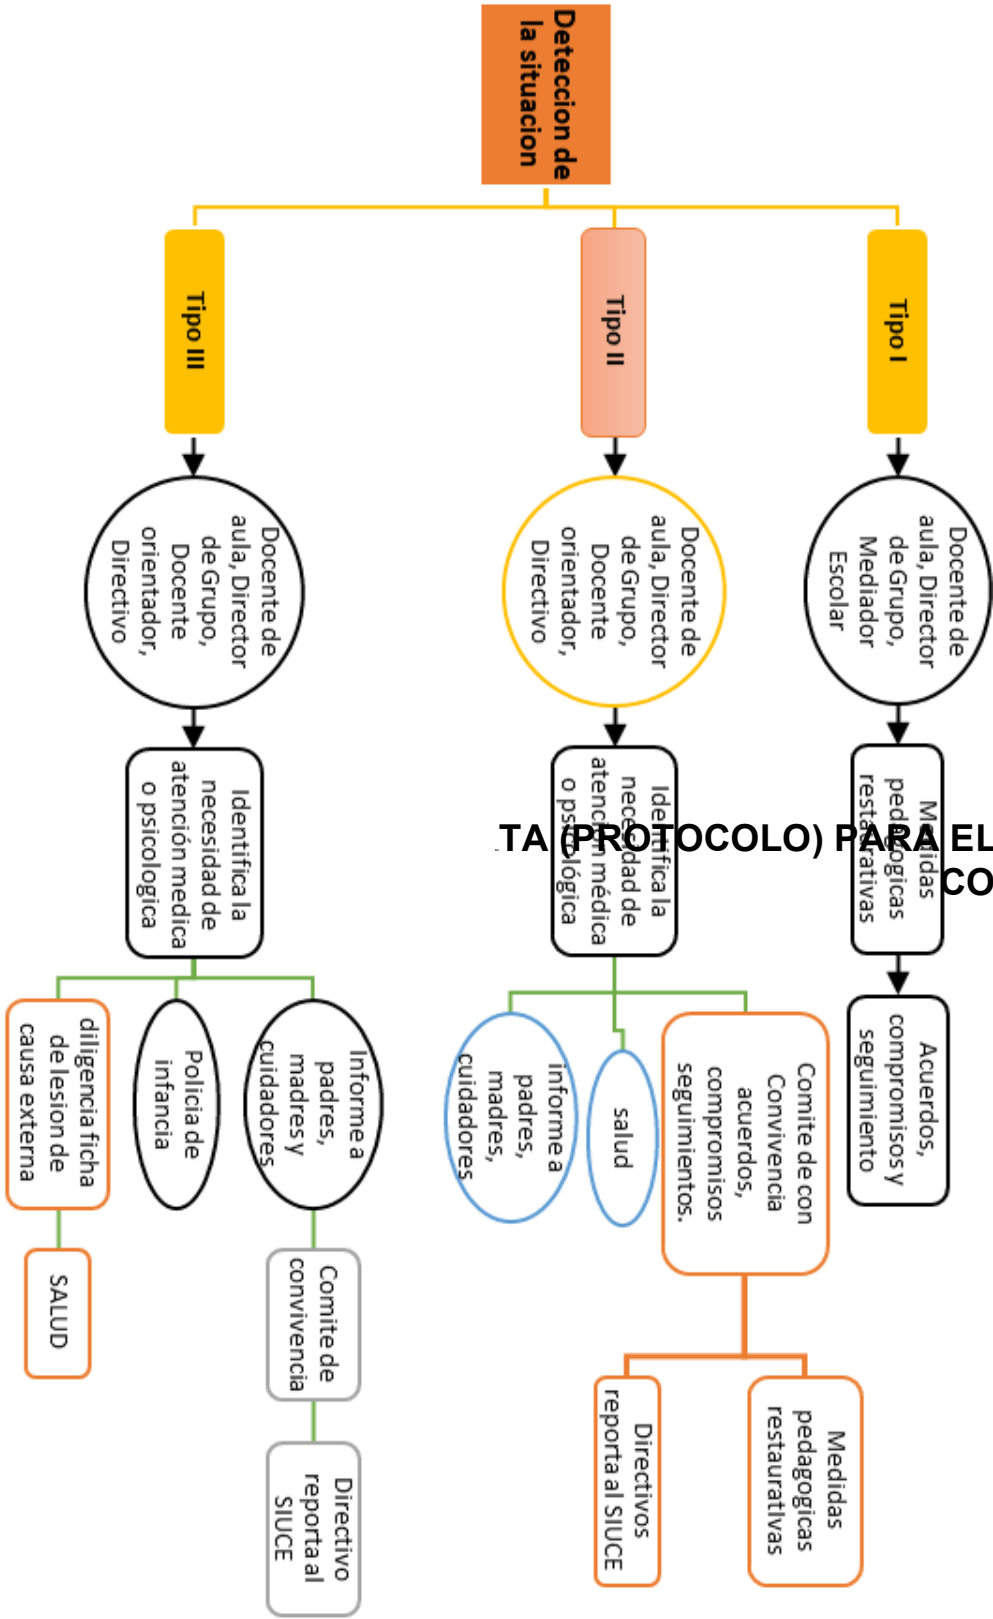 Deteccion de
la situacion
Tipo I
Docente de
aula, Director
de Grupo,
Mediador
Escolar
Medidas
pedagogicas
restaurativas
Acuerdos,
compromisos y
seguimiento
Tipo II
Docente de
aula, Director
de Grupo,
Docente
orientador,
Directivo
Identifica la
necesidad de
atención médica
o psicológica
Comite de con
Convivencia
acuerdos,
compromisos
seguimientos.
Medidas
pedagogicas
restauratIvas
Directivos
reporta al SIUCE
salud
informe a
padres,
madres,
cuidadores
Tipo III
Docente de
aula, Director
de Grupo,
Docente
orientador,
Directivo
Identifica la
necesidad de
atención medica
o psicologica
Informe a
padres,
madres y
cuidadores
Comite de
convivencia
Directivo
reporta al
SIUCE
Policia de
infancia
diligencia ficha
de lesion de
causa externa
SALUD
TA (PROTOCOLO) PARA EL
CO